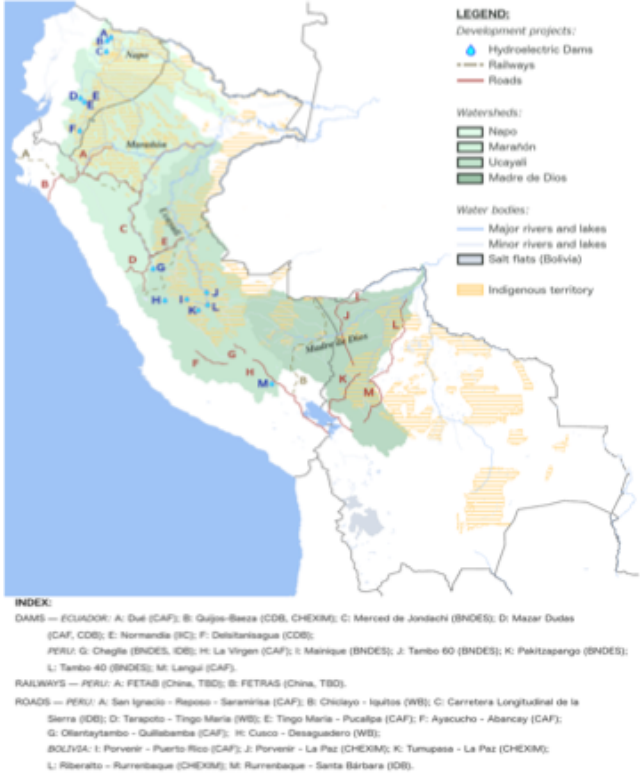 LEGEND:
Development projects:
Hydroelectric Dams
Railways
Roads
Watersheds:
Napo
Marañón
Ucayali
Madre de Dios
Water bodies:
Major rivers and lakes
Minor rivers and lakes
Salt flats (Bolivia)
Indigenous territory
A
B
C
Napo
D
E
E
F
Marañón
A
A
B
C
E
D
G
H
I
J
K
L
I
J
L
Madre de Dios
F
G
H
M
B
K
M
INDEX:
DAMS — ECUADOR: A: Dué (CAF); B: Quijos-Baeza (CDB, CHEXIM); C: Merced de Jondachi (BNDES); D: Mazar Dudas
(CAF, CDB); E: Normandía (IIC); F: Delsitanisagua (CDB);
PERU: G: Chaglla (BNDES, IDB); H: La Virgen (CAF); I: Mainique (BNDES); J: Tambo 60 (BNDES); K: Pakitzapango (BNDES);
L: Tambo 40 (BNDES); M: Langui (CAF).
RAILWAYS — PERU: A: FETAB (China, TBD); B: FETRAS (China, TBD).
ROADS — PERU: A: San Ignacio - Reposo - Saramirisa (CAF); B: Chiclayo - Iquitos (WB); C: Carretera Longitudinal de la
Sierra (IDB); D: Tarapoto - Tingo María (WB); E: Tingo María - Pucallpa (CAF); F: Ayacucho - Abancay (CAF);
G: Ollantaytambo - Quillabamba (CAF); H: Cusco - Desaguadero (WB);
BOLIVIA: I: Porvenir - Puerto Rico (CAF); J: Porvenir - La Paz (CHEXIM); K: Tumupasa - La Paz (CHEXIM);
L: Riberalto - Rurrenbaque (CHEXIM); M: Rurrenbaque - Santa Bárbara (IDB).